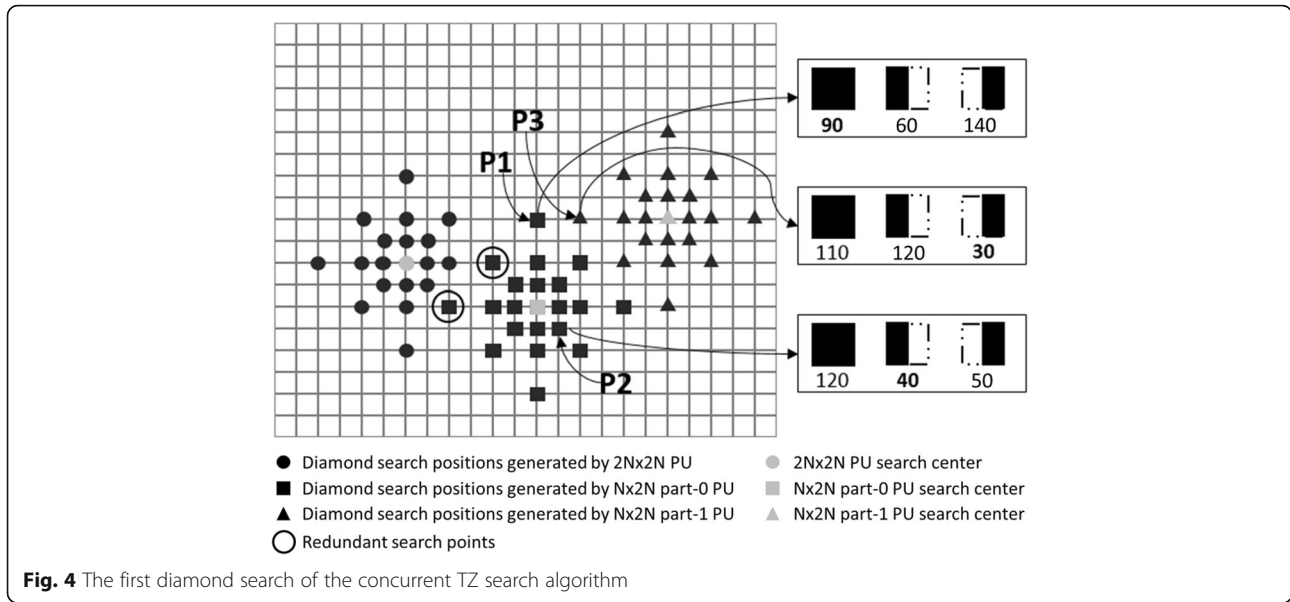 P3
P1
P2
90 60 140
110 120 30
120 40 50
Diamond search positions generated by 2Nx2N PU
2Nx2N PU search center
Diamond search positions generated by Nx2N part-0 PU
Nx2N part-0 PU search center
Diamond search positions generated by Nx2N part-1 PU
Nx2N part-1 PU search center
Redundant search points
Fig. 4 The first diamond search of the concurrent TZ search algorithm